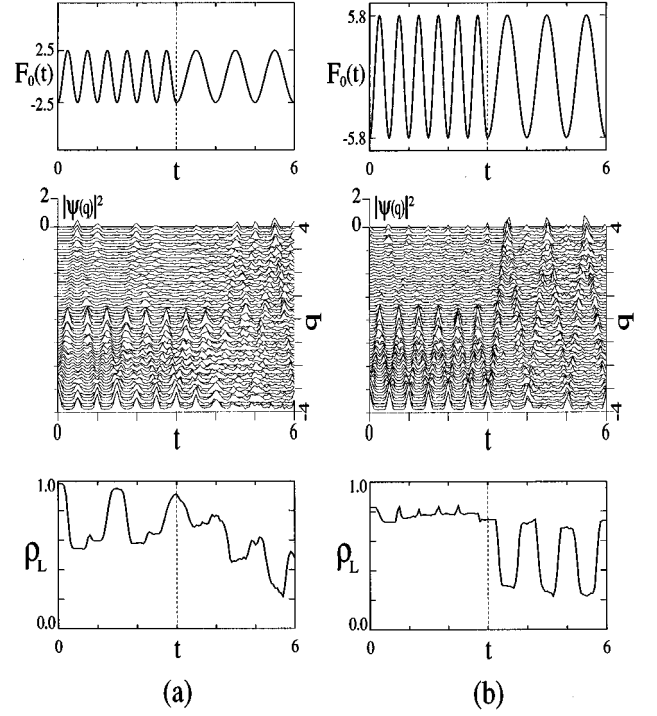 2.5
F₀(t)
-2.5
0 t 6
5.8
F₀(t)
-5.8
0 t 6
2
0
|ψ(q)|²
4
q
-4
0 t 6
2
0
|ψ(q)|²
4
q
-4
0 t 6
1.0
ρL
0.0
0 t 6
1.0
ρL
0.0
0 t 6
(a) (b)